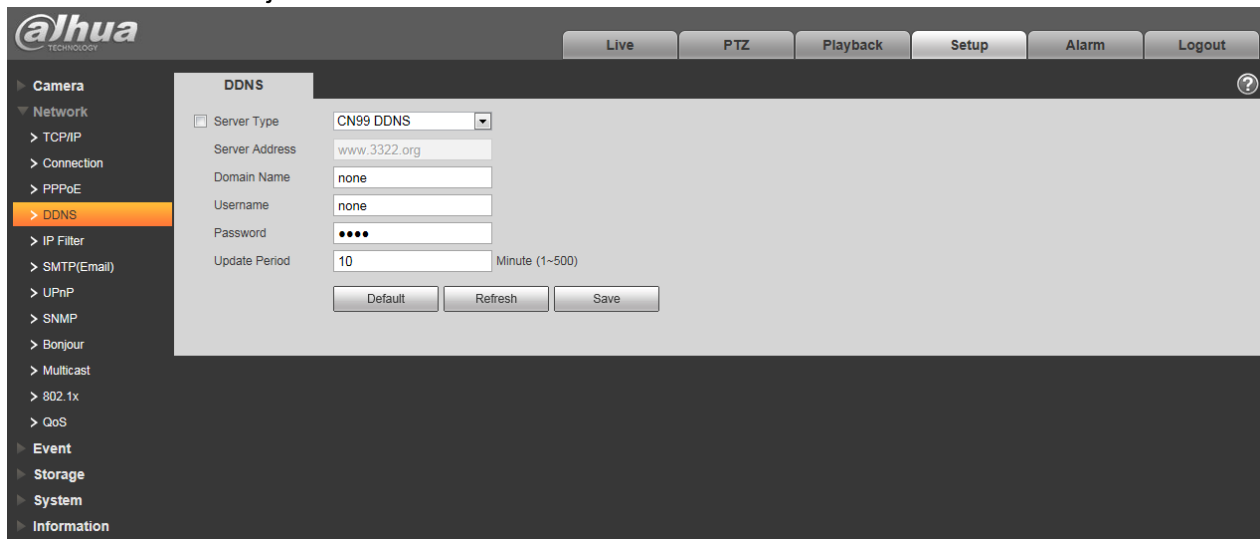 alhua
TECHNOLOGY
Live PTZ Playback Setup Alarm Logout
Camera
Network
> TCP/IP
> Connection
> PPPoE
> DDNS
> IP Filter
> SMTP(Email)
> UPnP
> SNMP
> Bonjour
> Multicast
> 802.1x
> QoS
Event
Storage
System
Information
DDNS
?
Server Type CN99 DDNS
Server Address www.3322.org
Domain Name none
Username none
Password ●●●●
Update Period 10 Minute (1~500)
Default Refresh Save